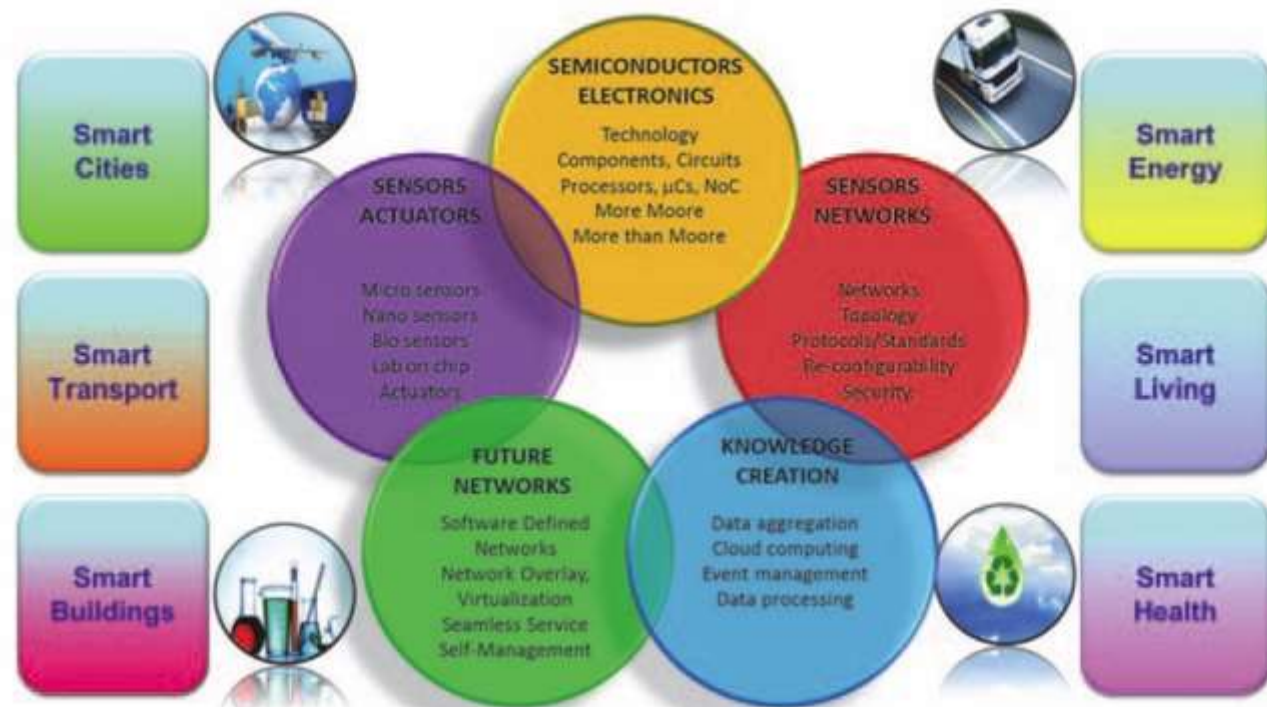 Smart
Cities
Smart
Transport
Smart
Buildings
SEMICONDUCTORS
ELECTRONICS
Technology
Components, Circuits
Processors, µCs, NoC
More Moore
More than Moore
SENSORS
ACTUATORS
Micro sensors
Nano sensors
Bio sensors
Lab on chip
Actuators
SENSORS
NETWORKS
Networks
Topology
Protocols/Standards
Re-configurability
Security
FUTURE
NETWORKS
Software Defined
Networks
Network Overlay,
Virtualization
Seamless Service
Self-Management
KNOWLEDGE
CREATION
Data aggregation
Cloud computing
Event management
Data processing
Smart
Energy
Smart
Living
Smart
Health